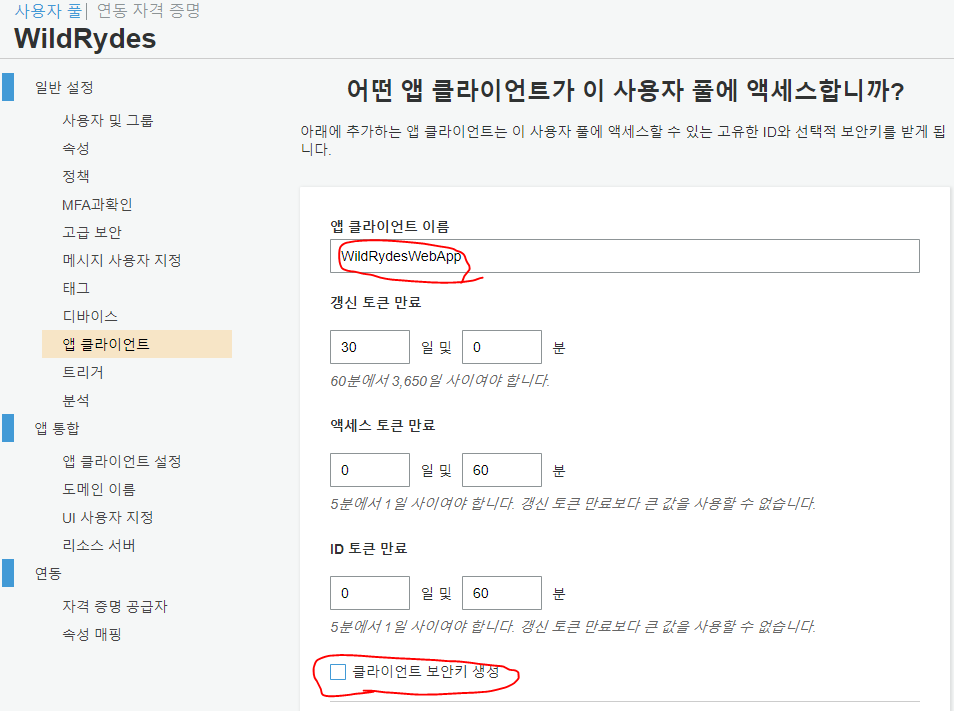 사용자 풀| 연동 자격 증명
WildRydes
일반 설정
사용자 및 그룹
속성
정책
MFA과확인
고급 보안
메시지 사용자 지정
태그
디바이스
앱 클라이언트
트리거
분석
앱 통합
앱 클라이언트 설정
도메인 이름
UI 사용자 지정
리소스 서버
연동
자격 증명 공급자
속성 매핑
어떤 앱 클라이언트가 이 사용자 풀에 액세스합니까?
아래에 추가하는 앱 클라이언트는 이 사용자 풀에 액세스할 수 있는 고유한 ID와 선택적 보안키를 받게 됩
니다.
앱 클라이언트 이름
WildRydesWebApp
갱신 토큰 만료
30 일 및 0 분
60분에서 3,650일 사이여야 합니다.
액세스 토큰 만료
0 일 및 60 분
5분에서 1일 사이여야 합니다. 갱신 토큰 만료보다 큰 값을 사용할 수 없습니다.
ID 토큰 만료
0 일 및 60 분
5분에서 1일 사이여야 합니다. 갱신 토큰 만료보다 큰 값을 사용할 수 없습니다.
클라이언트 보안키 생성